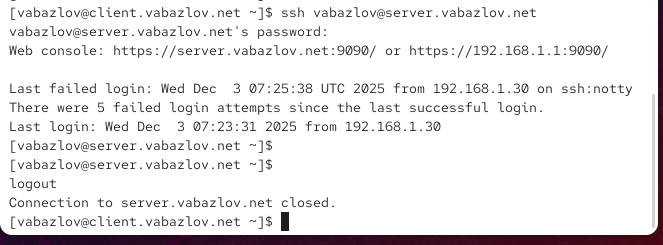 [vabazlov@client.vabazlov.net ~]$ ssh vabazlov@server.vabazlov.net
vabazlov@server.vabazlov.net's password:
Web console: https://server.vabazlov.net:9090/ or https://192.168.1.1:9090/

Last failed login: Wed Dec  3 07:25:38 UTC 2025 from 192.168.1.30 on ssh:notty
There were 5 failed login attempts since the last successful login.
Last login: Wed Dec  3 07:23:31 2025 from 192.168.1.30
[vabazlov@server.vabazlov.net ~]$
[vabazlov@server.vabazlov.net ~]$
logout
Connection to server.vabazlov.net closed.
[vabazlov@client.vabazlov.net ~]$